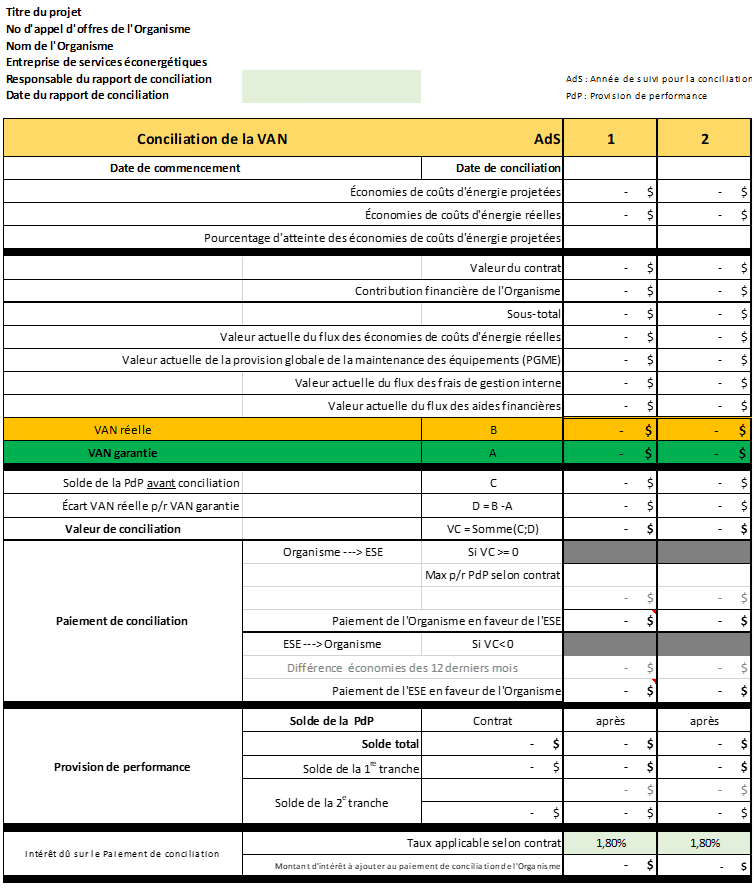 Titre du projet
No d'appel d'offres de l'Organisme
Nom de l'Organisme
Entreprise de services éconergétiques
Responsable du rapport de conciliation
AdS : Année de suivi pour la conciliation
Date du rapport de conciliation
PdP : Provision de performance
Conciliation de la VAN AdS 1 2
Date de commencement Date de conciliation
Économies de coûts d'énergie projetées - $ - $
Économies de coûts d'énergie réelles - $ - $
Pourcentage d'atteinte des économies de coûts d'énergie projetées
Valeur du contrat - $ - $
Contribution financière de l'Organisme - $ - $
Sous-total - $ - $
Valeur actuelle du flux des économies de coûts d'énergie réelles - $ - $
Valeur actuelle de la provision globale de la maintenance des équipements (PGME) - $ - $
Valeur actuelle du flux des frais de gestion interne - $ - $
Valeur actuelle du flux des aides financières - $ - $
VAN réelle B - $ - $
VAN garantie A - $ - $
Solde de la PdP avant conciliation C - $ - $
Écart VAN réelle p/r VAN garantie D = B -A - $ - $
Valeur de conciliation VC = Somme(C;D) - $ - $
Organisme ---> ESE Si VC >= 0
Max p/r PdP selon contrat
- $ - $
Paiement de conciliation Paiement de l'Organisme en faveur de l'ESE - $ - $
ESE---> Organisme Si VC<0
Différence économies des 12 derniers mois - $ - $
Paiement de l'ESE en faveur de l'Organisme - $ - $
Solde de la PdP Contrat après après
Solde total - $ - $ - $
Provision de performance Solde de la 1re tranche - $ - $ - $
- $ - $
Solde de la 2e tranche - $ - $ - $
Taux applicable selon contrat 1,80% 1,80%
Intérêt dû sur le Paiement de conciliation
Montant d'intérêt à ajouter au paiement de conciliation de l'Organisme - $ - $